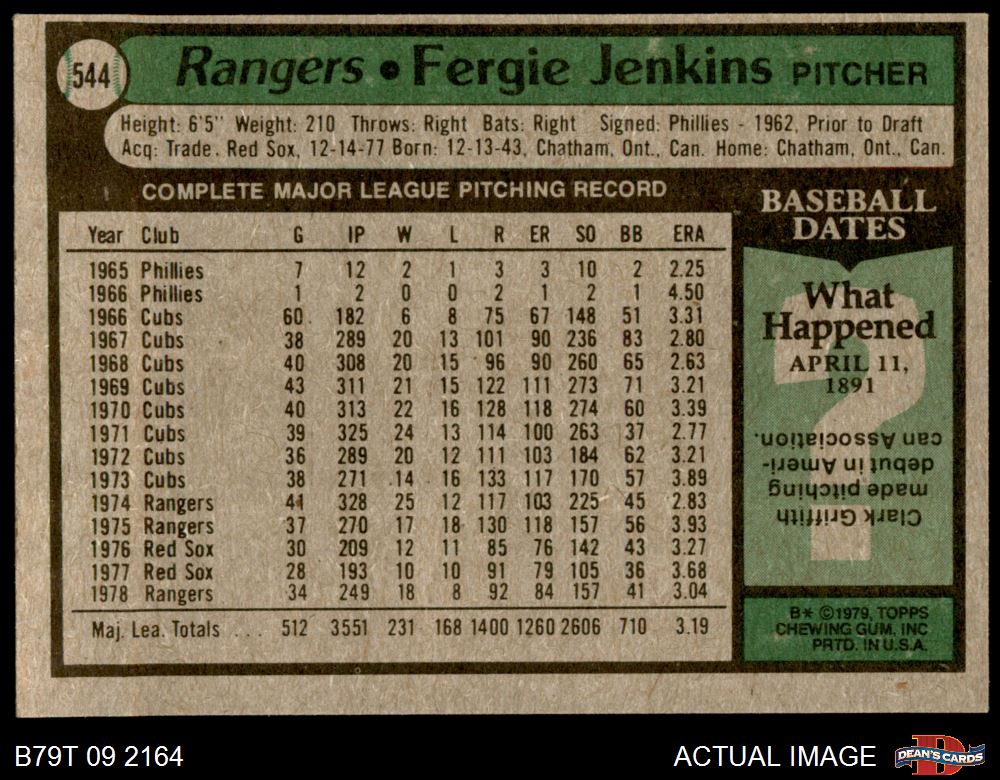 544 Rangers • Fergie Jenkins PITCHER
Height: 6'5" Weight: 210 Throws: Right Bats: Right Signed: Phillies - 1962, Prior to Draft
Acq: Trade. Red Sox, 12-14-77 Born: 12-13-43, Chatham, Ont., Can. Home: Chatham, Ont., Can.
COMPLETE MAJOR LEAGUE PITCHING RECORD
Year Club G IP W L R ER SO BB ERA
1965 Phillies 7 12 2 1 3 3 10 2 2.25
1966 Phillies 1 2 0 0 2 1 2 1 4.50
1966 Cubs 60 182 6 8 75 67 148 51 3.31
1967 Cubs 38 289 20 13 101 90 236 83 2.80
1968 Cubs 40 308 20 15 96 90 260 65 2.63
1969 Cubs 43 311 21 15 122 111 273 71 3.21
1970 Cubs 40 313 22 16 128 118 274 60 3.39
1971 Cubs 39 325 24 13 114 100 263 37 2.77
1972 Cubs 36 289 20 12 111 103 184 62 3.21
1973 Cubs 38 271 14 16 133 117 170 57 3.89
1974 Rangers 41 328 25 12 117 103 225 45 2.83
1975 Rangers 37 270 17 18 130 118 157 56 3.93
1976 Red Sox 30 209 12 11 85 76 142 43 3.27
1977 Red Sox 28 193 10 10 91 79 105 36 3.68
1978 Rangers 34 249 18 8 92 84 157 41 3.04
Maj. Lea. Totals ... 512 3551 231 168 1400 1260 2606 710 3.19
BASEBALL
DATES
What
Happened
APRIL 11,
1891
?
Clark Griffith
made pitching
debut in Ameri-
can Association.
B* ©1979, TOPPS
CHEWING GUM, INC
PRTD. IN U.S.A.
B79T 09 2164
ACTUAL IMAGE
D
DEAN'S CARDS